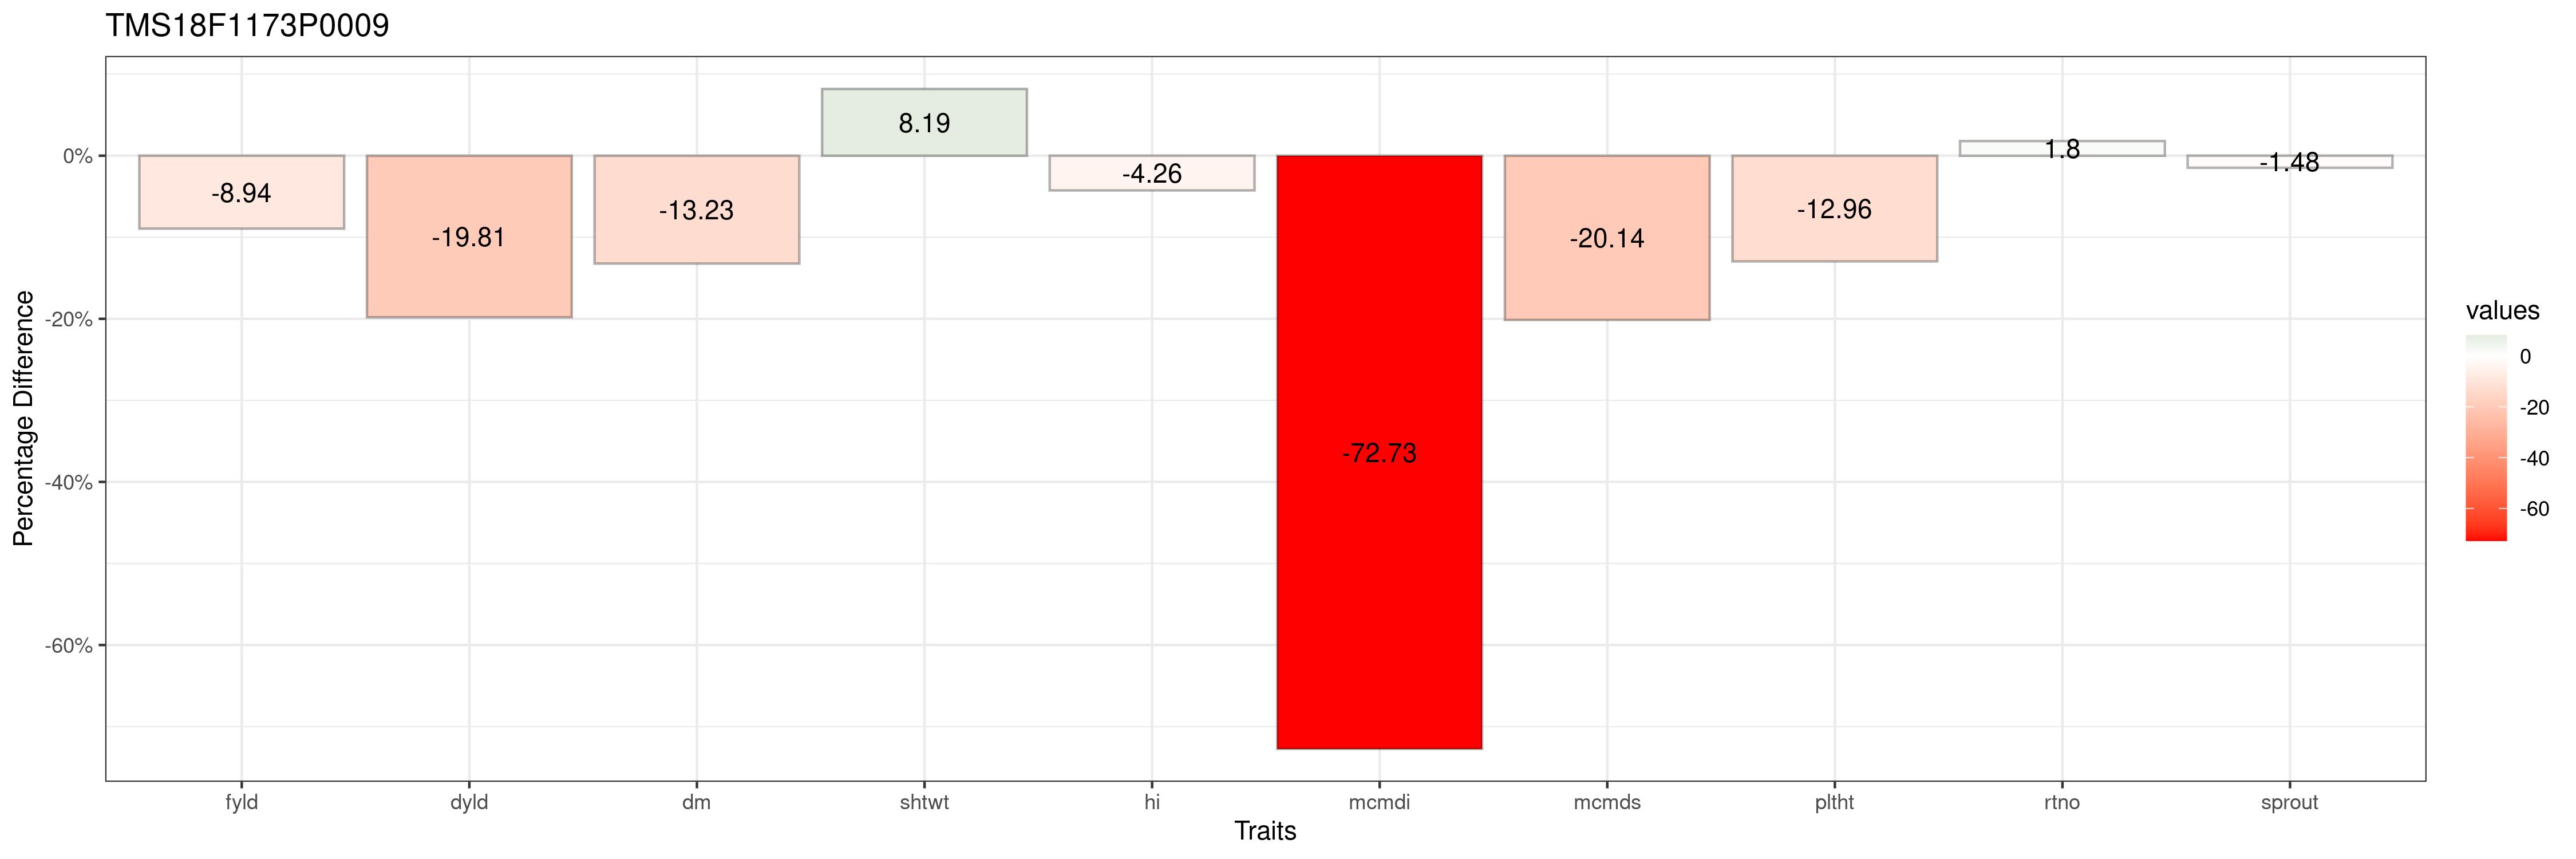 TMS18F1173P0009
Percentage Difference
0%
-20%
-40%
-60%
-8.94
-19.81
-13.23
8.19
-4.26
-72.73
-20.14
-12.96
1.8
-1.48
fyld
dyld
dm
shtwt
hi
mcmdi
mcmds
pltht
rtno
sprout
Traits
values
0
-20
-40
-60